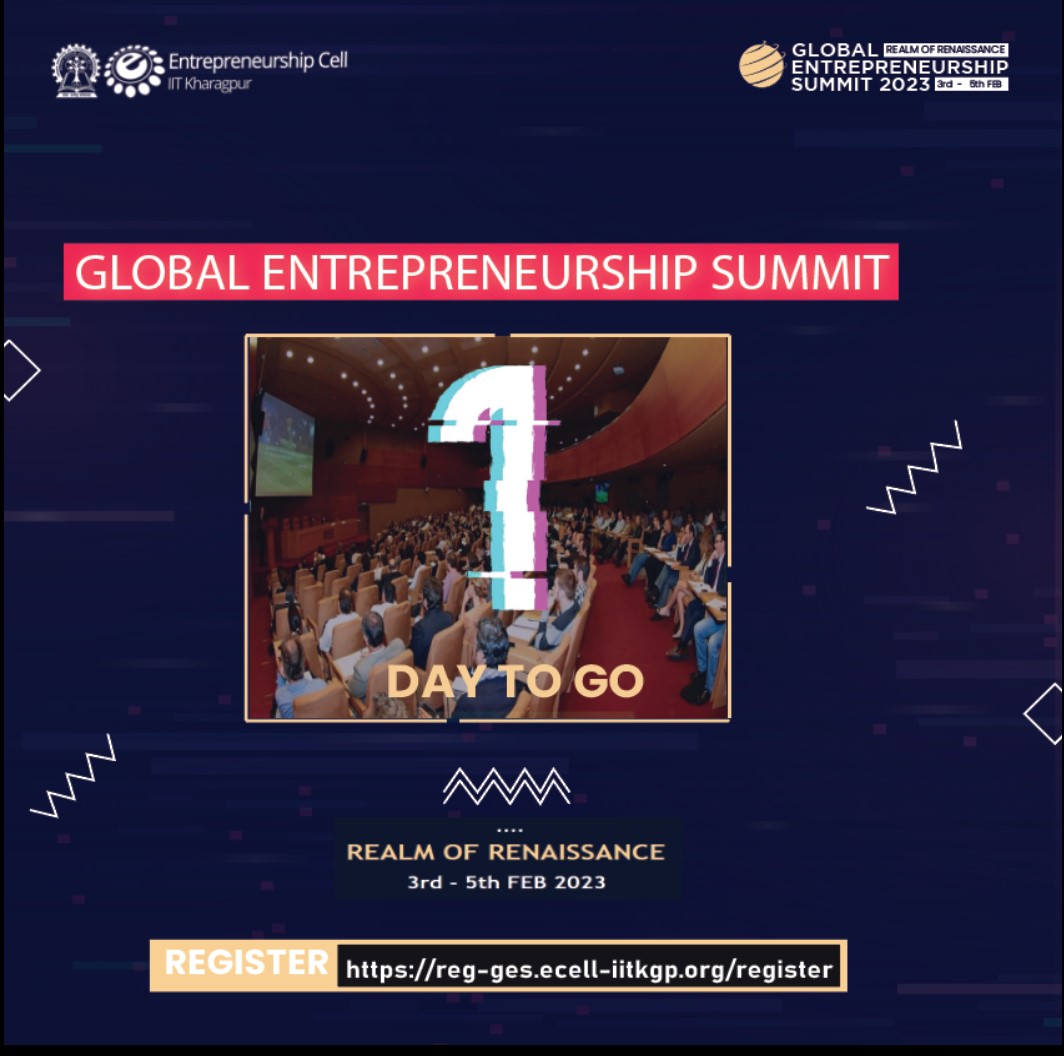 Entrepreneurship Cell
IIT Kharagpur
GLOBAL REALM OF RENAISSANCE
ENTREPRENEURSHIP
SUMMIT 2023 3rd - 5th FEB
GLOBAL ENTREPRENEURSHIP SUMMIT
1
DAY TO GO
REALM OF RENAISSANCE
3rd - 5th FEB 2023
REGISTER https://reg-ges.ecell-iitkgp.org/register